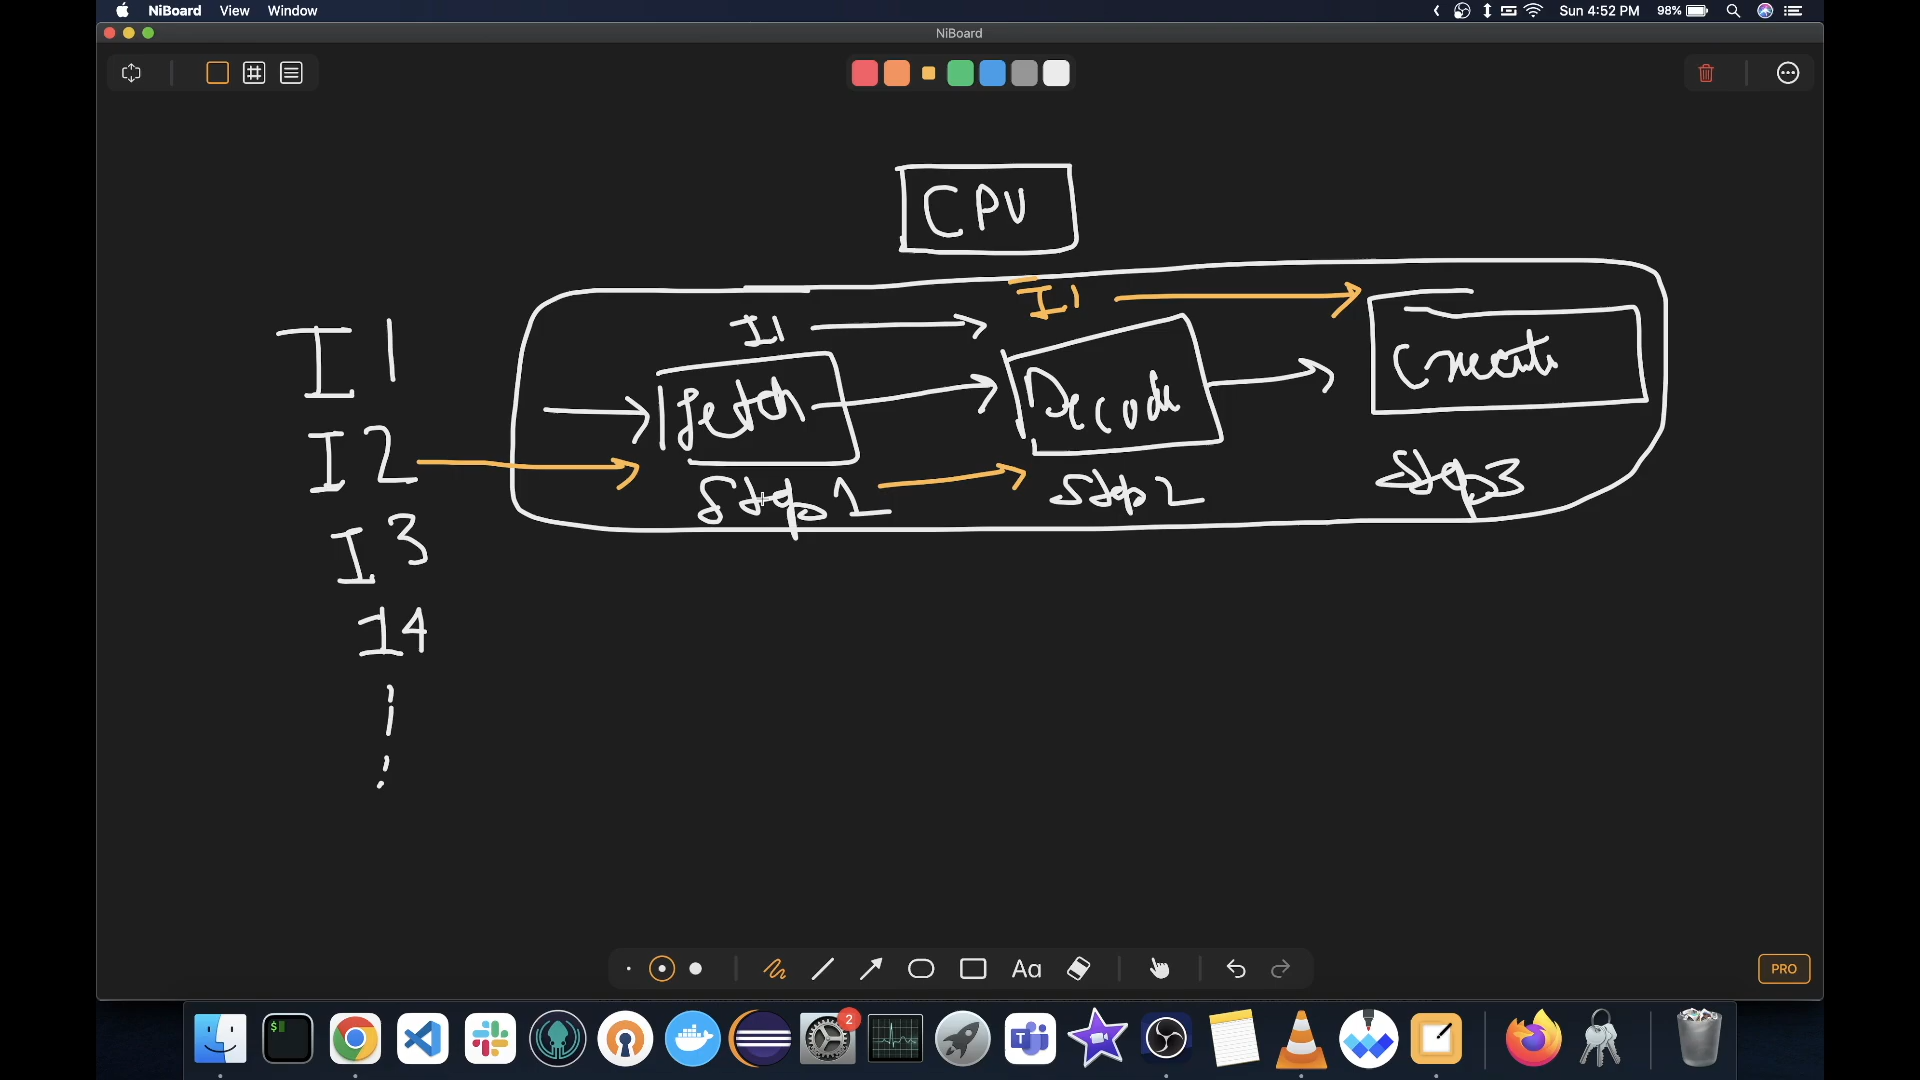 NiBoard View Window
Sun 4:52 PM 98%
NiBoard
CPU
I1
I1
I1
fetch
Decode
Execute
I2
Step 1
Step 2
Step 3
I3
I4
Aa
PRO
$
2